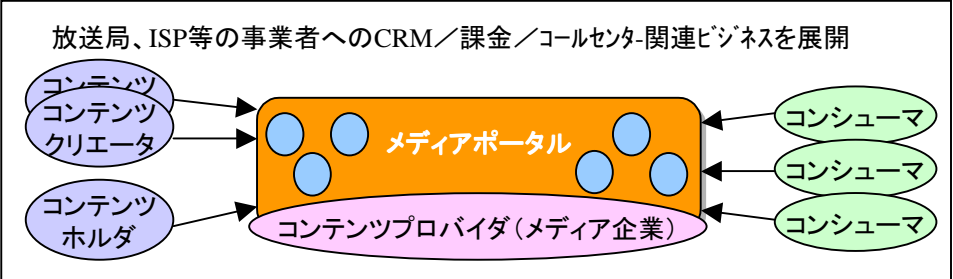 放送局、ISP等の事業者へのCRM／課金／ｺｰﾙｾﾝﾀ-関連ﾋﾞｼﾞﾈｽを展開
コンテンツ
コンテンツ
クリエータ
コンテンツ
ホルダ
メディアポータル
コンテンツプロバイダ（メディア企業）
コンシューマ
コンシューマ
コンシューマ